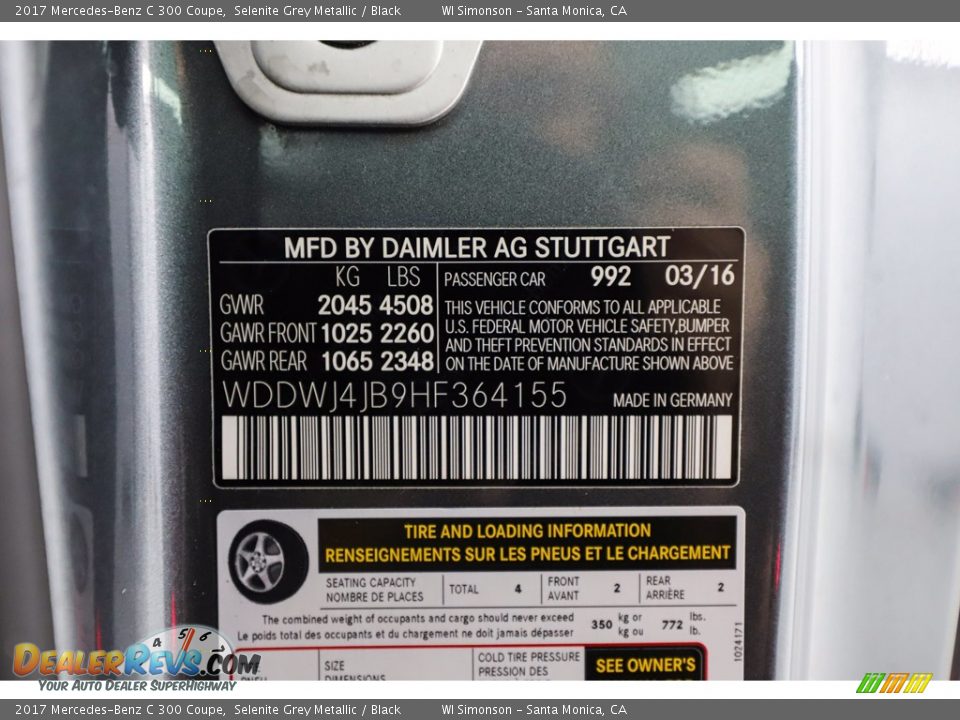 2017 Mercedes-Benz C 300 Coupe, Selenite Grey Metallic / Black WI Simonson - Santa Monica, CA
MFD BY DAIMLER AG STUTTGART
KG LBS
GVWR 2045 4508
GAWR FRONT 1025 2260
GAWR REAR 1065 2348
PASSENGER CAR 992 03/16
THIS VEHICLE CONFORMS TO ALL APPLICABLE
U.S. FEDERAL MOTOR VEHICLE SAFETY,BUMPER
AND THEFT PREVENTION STANDARDS IN EFFECT
ON THE DATE OF MANUFACTURE SHOWN ABOVE
WDDWJ4JB9HF364155 MADE IN GERMANY
TIRE AND LOADING INFORMATION
RENSEIGNEMENTS SUR LES PNEUS ET LE CHARGEMENT
SEATING CAPACITY
NOMBRE DE PLACES
TOTAL 4
FRONT
AVANT
2
REAR
ARRIÈRE
2
The combined weight of occupants and cargo should never exceed
Le poids total des occupants et du chargement ne doit jamais dépasser
350 kg or
kg ou
772 lbs.
lb.
1024171
SIZE
DIMENSIONS
COLD TIRE PRESSURE
PRESSION DES
SEE OWNER'S
4 5 6 7
DEALERREVS.COM
YOUR AUTO DEALER SUPERHIGHWAY
2017 Mercedes-Benz C 300 Coupe, Selenite Grey Metallic / Black WI Simonson - Santa Monica, CA